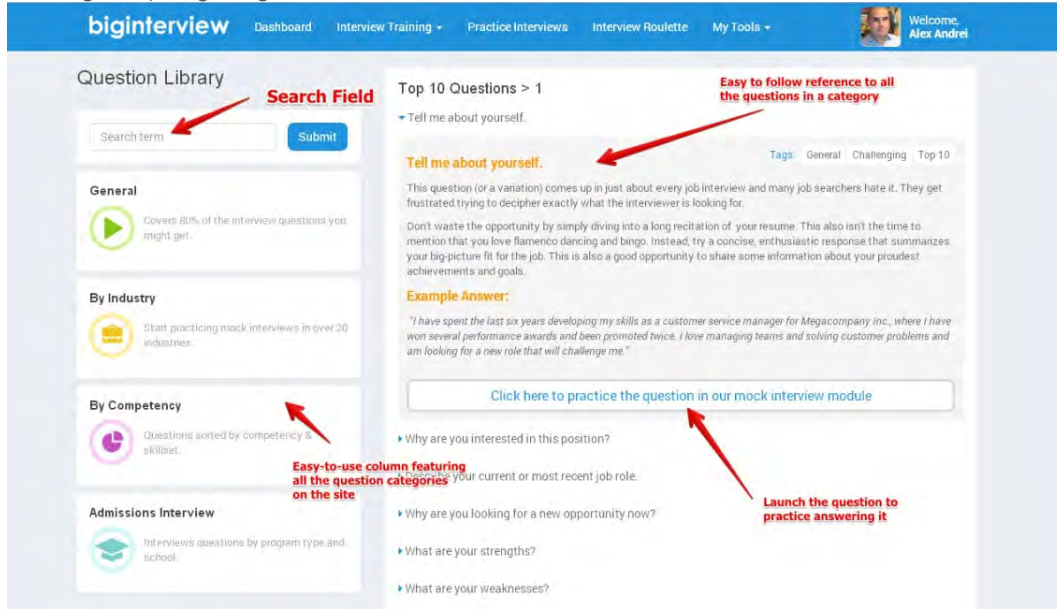 biginterview
Dashboard
Interview Training
Practice Interviews
Interview Roulette
My Tools
Welcome,
Alex Andrei
Question Library
Search Field
Search term
Submit
General
Covers 80% of the interview questions you
might get.
By Industry
Start practicing mock interviews in over 20
industries.
By Competency
Questions sorted by competency &
skillset.
Easy-to-use column featuring
all the question categories
on the site
Admissions Interview
Interviews questions by program type and
school.
Top 10 Questions > 1
Easy to follow reference to all
the questions in a category
Tell me about yourself.
Tell me about yourself.
Tags: General Challenging Top 10
This question (or a variation) comes up in just about every job interview and many job searchers hate it. They get
frustrated trying to decipher exactly what the interviewer is looking for.
Don't waste the opportunity by simply diving into a long recitation of your resume. This also isn't the time to
mention that you love flamenco dancing and bingo. Instead, try a concise, enthusiastic response that summarizes
your big-picture fit for the job. This is also a good opportunity to share some information about your proudest
achievements and goals.
Example Answer:
"I have spent the last six years developing my skills as a customer service manager for Megacompany Inc., where I have
won several performance awards and been promoted twice. I love managing teams and solving customer problems and
am looking for a new role that will challenge me."
Click here to practice the question in our mock interview module
Why are you interested in this position?
Describe your current or most recent job role.
Why are you looking for a new opportunity now?
Launch the question to
practice answering it
What are your strengths?
What are your weaknesses?